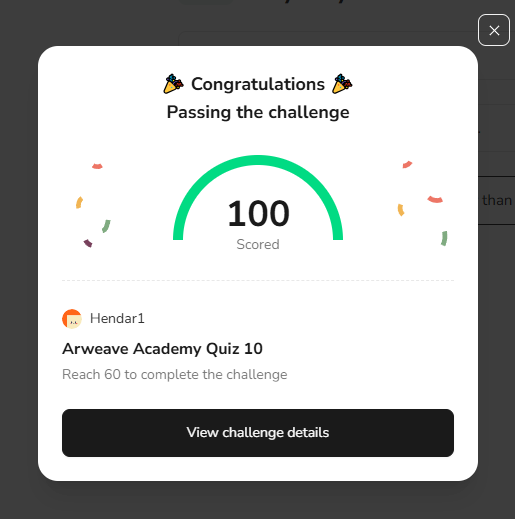 Congratulations
Passing the challenge
than
100
Scored
Hendar1
Arweave Academy Quiz 10
Reach 60 to complete the challenge
View challenge details